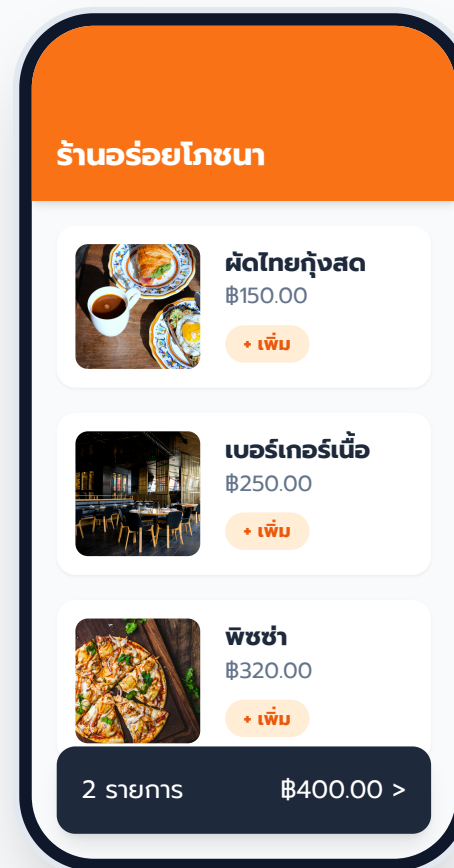 ร้านอร่อยโภชนา
ผัดไทยกุ้งสด
฿150.00
+ เพิ่ม
เบอร์เกอร์เนื้อ
฿250.00
+ เพิ่ม
พิซซ่า
฿320.00
+ เพิ่ม
2 รายการ ฿400.00 >